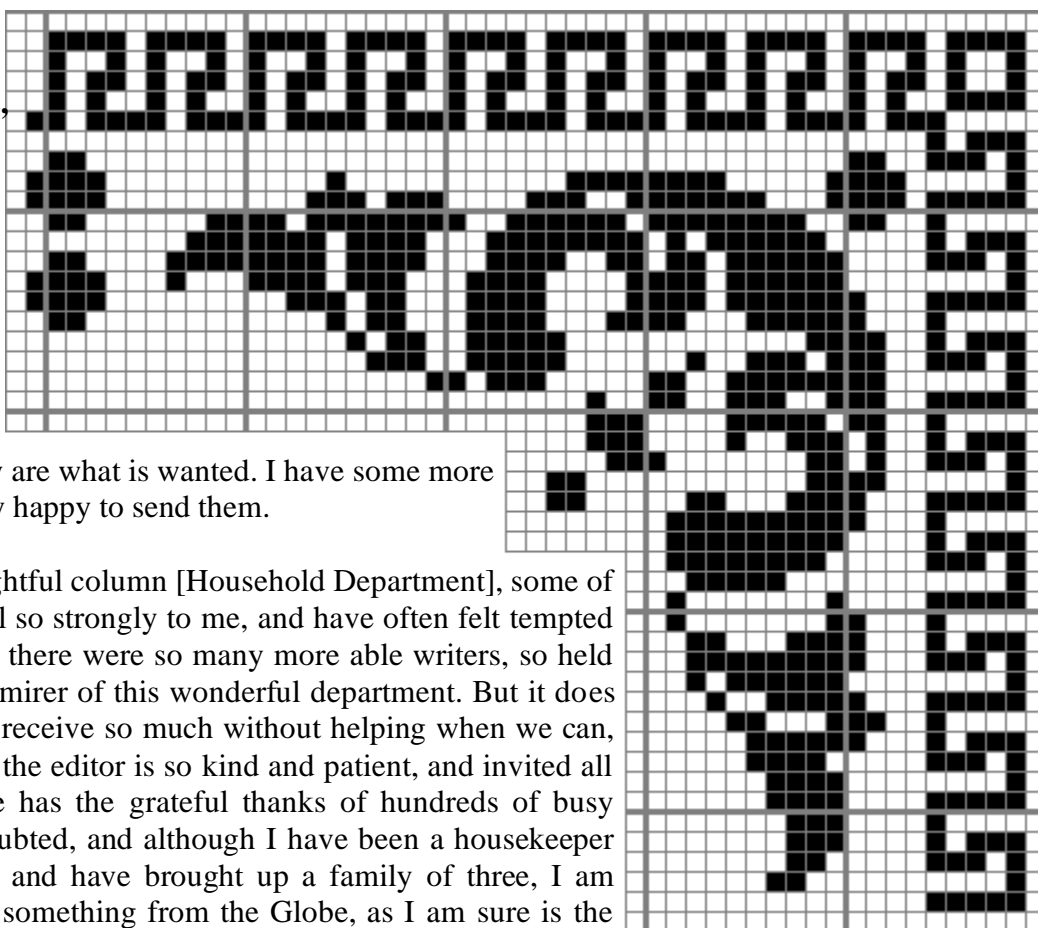 ,
y are what is wanted. I have some more
y happy to send them.
ghtful column [Household Department], some of
l so strongly to me, and have often felt tempted
there were so many more able writers, so held
mirer of this wonderful department. But it does
receive so much without helping when we can,
the editor is so kind and patient, and invited all
e has the grateful thanks of hundreds of busy
ubted, and although I have been a housekeeper
and have brought up a family of three, I am
something from the Globe, as I am sure is the